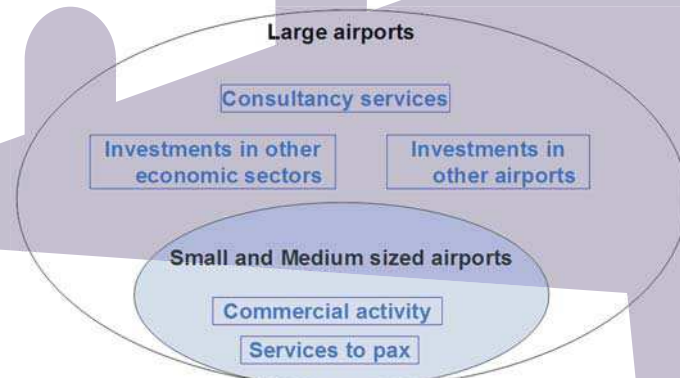 Large airports
Consultancy services
Investments in other
economic sectors
Investments in
other airports
Small and Medium sized airports
Commercial activity
Services to pax